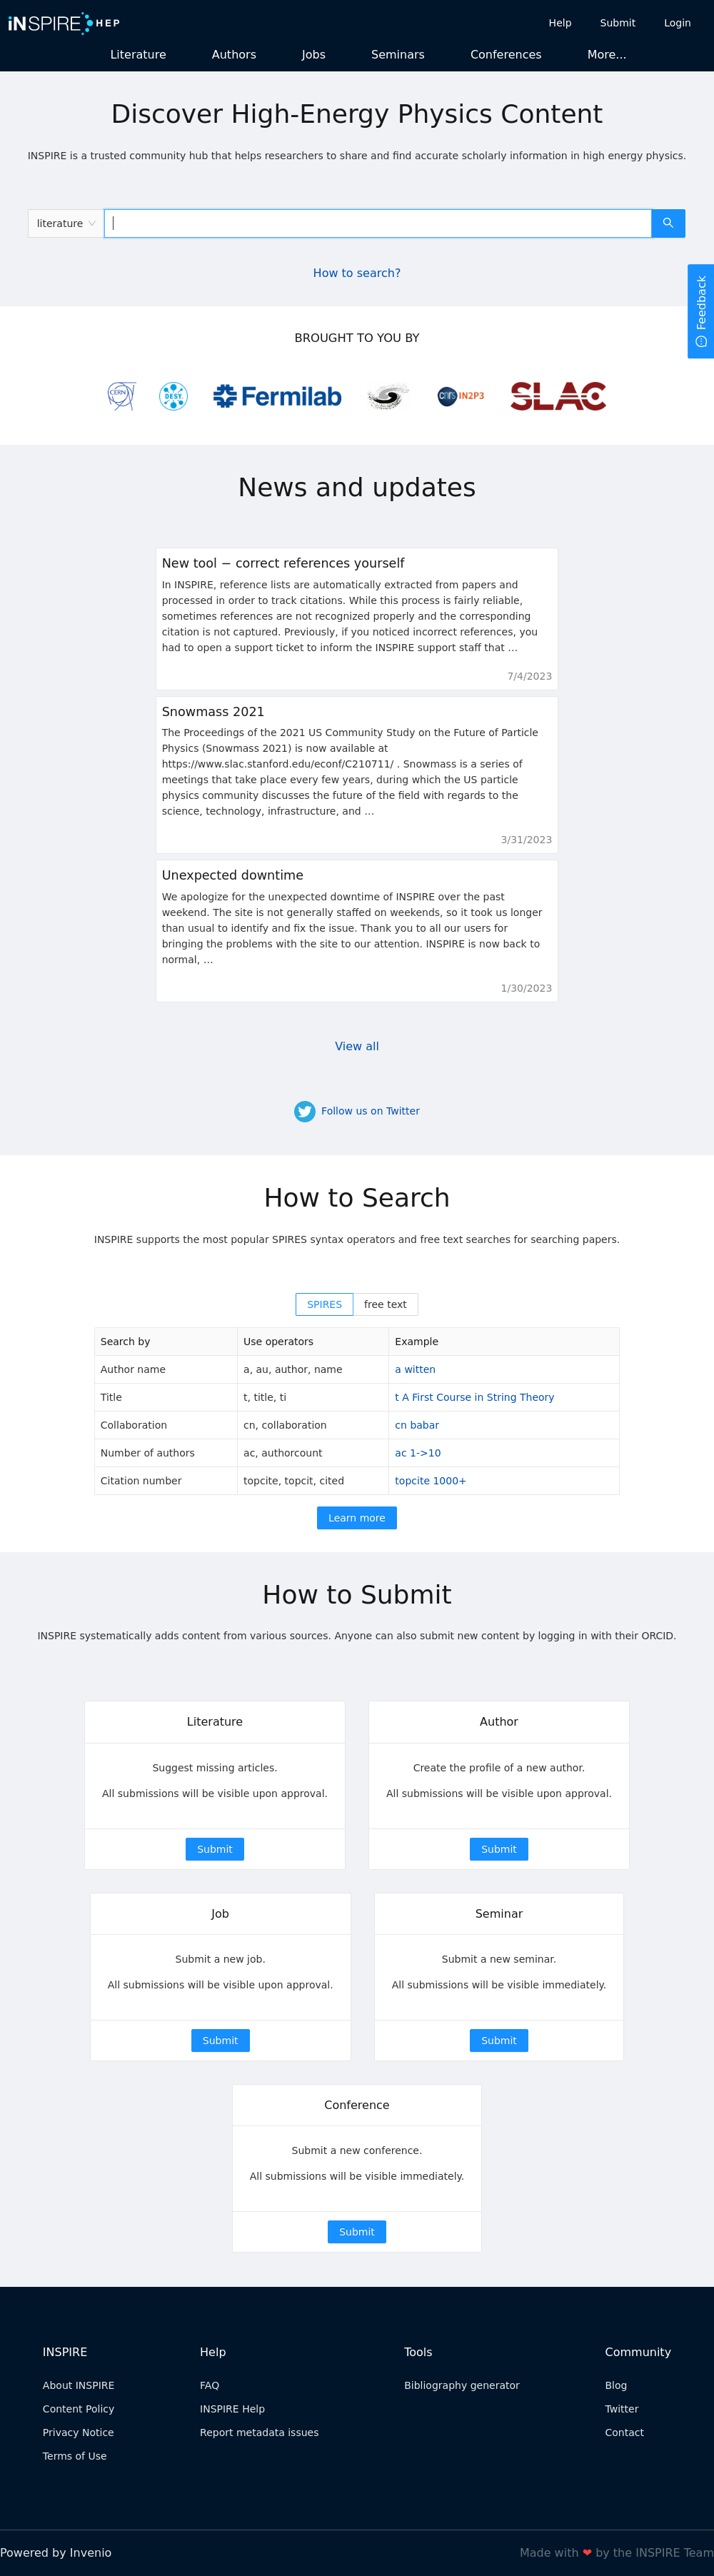 iNSPIRE HEP
Help Submit Login
Literature Authors Jobs Seminars Conferences More...
Discover High-Energy Physics Content
INSPIRE is a trusted community hub that helps researchers to share and find accurate scholarly information in high energy physics.
literature
How to search?
Feedback
BROUGHT TO YOU BY
CERN DESY. Fermilab CNRS IN2P3 SLAC
News and updates
New tool − correct references yourself
In INSPIRE, reference lists are automatically extracted from papers and
processed in order to track citations. While this process is fairly reliable,
sometimes references are not recognized properly and the corresponding
citation is not captured. Previously, if you noticed incorrect references, you
had to open a support ticket to inform the INSPIRE support staff that …
7/4/2023
Snowmass 2021
The Proceedings of the 2021 US Community Study on the Future of Particle
Physics (Snowmass 2021) is now available at
https://www.slac.stanford.edu/econf/C210711/ . Snowmass is a series of
meetings that take place every few years, during which the US particle
physics community discusses the future of the field with regards to the
science, technology, infrastructure, and …
3/31/2023
Unexpected downtime
We apologize for the unexpected downtime of INSPIRE over the past
weekend. The site is not generally staffed on weekends, so it took us longer
than usual to identify and fix the issue. Thank you to all our users for
bringing the problems with the site to our attention. INSPIRE is now back to
normal, …
1/30/2023
View all
Follow us on Twitter
How to Search
INSPIRE supports the most popular SPIRES syntax operators and free text searches for searching papers.
SPIRES free text
Search by Use operators Example
Author name a, au, author, name a witten
Title t, title, ti t A First Course in String Theory
Collaboration cn, collaboration cn babar
Number of authors ac, authorcount ac 1->10
Citation number topcite, topcit, cited topcite 1000+
Learn more
How to Submit
INSPIRE systematically adds content from various sources. Anyone can also submit new content by logging in with their ORCID.
Literature
Suggest missing articles.
All submissions will be visible upon approval.
Submit
Author
Create the profile of a new author.
All submissions will be visible upon approval.
Submit
Job
Submit a new job.
All submissions will be visible upon approval.
Submit
Seminar
Submit a new seminar.
All submissions will be visible immediately.
Submit
Conference
Submit a new conference.
All submissions will be visible immediately.
Submit
INSPIRE
About INSPIRE
Content Policy
Privacy Notice
Terms of Use
Help
FAQ
INSPIRE Help
Report metadata issues
Tools
Bibliography generator
Community
Blog
Twitter
Contact
Powered by Invenio
Made with ❤ by the INSPIRE Team